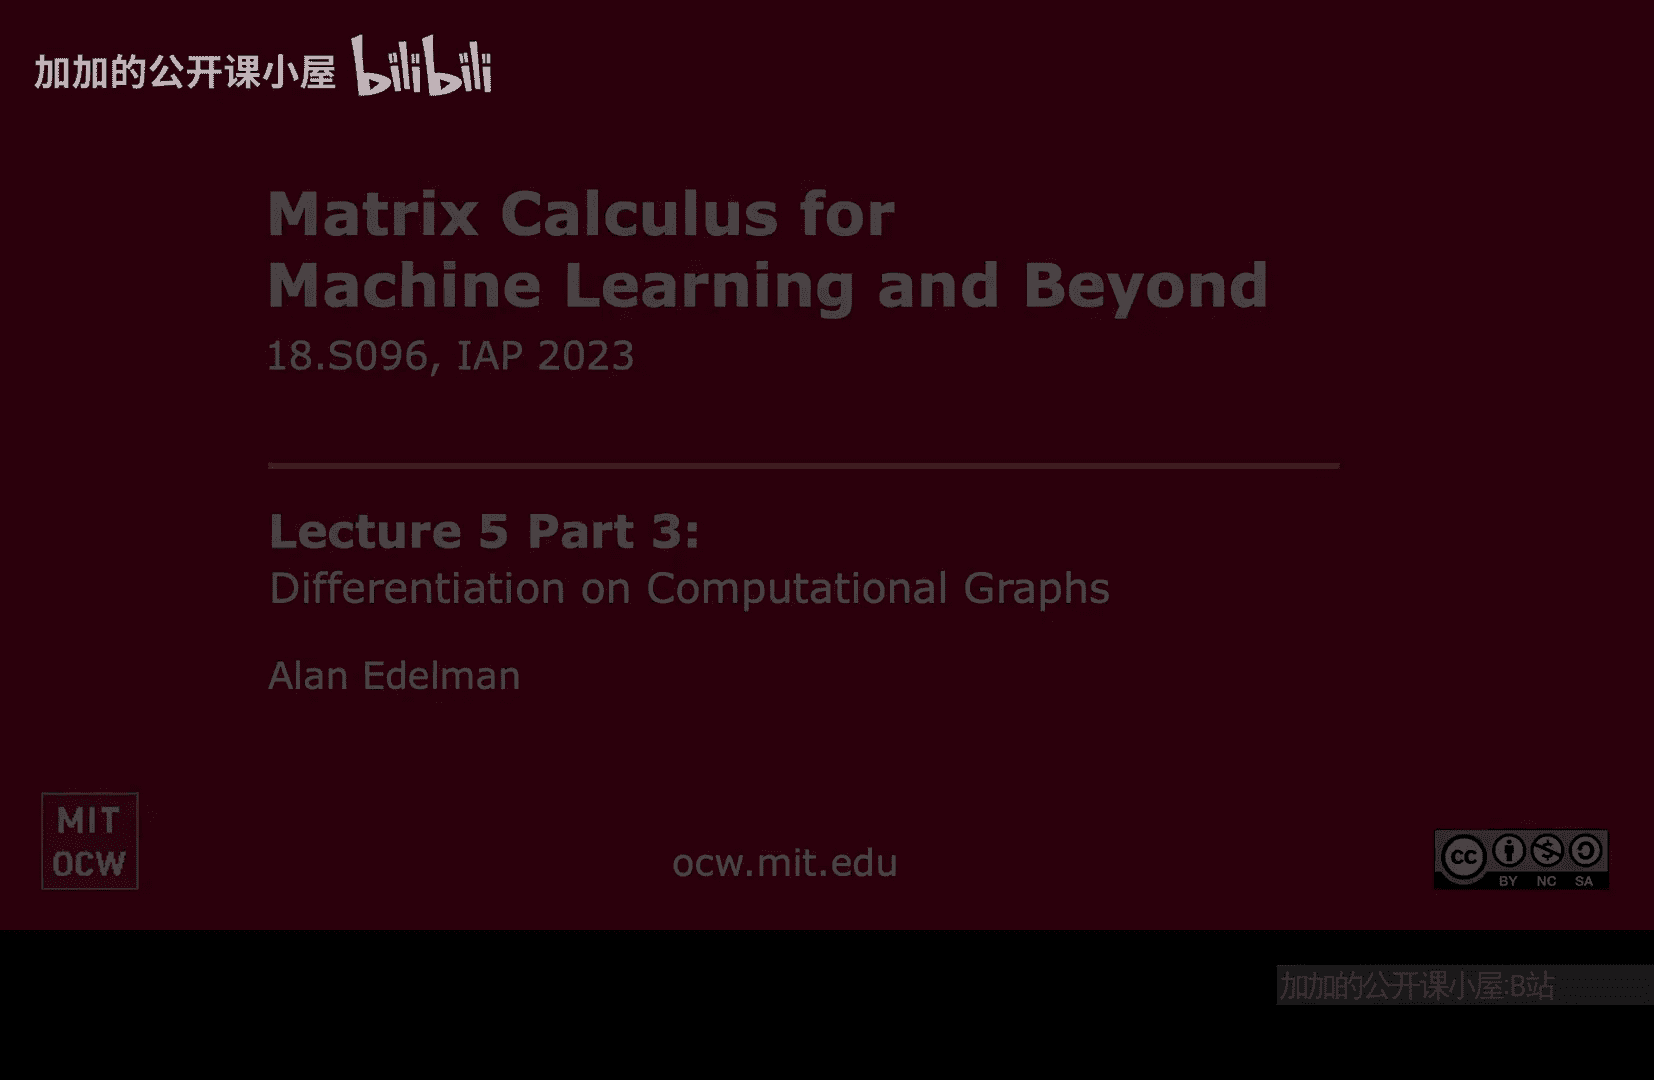 加加的公开课小屋 bilibili
Matrix Calculus for
Machine Learning and Beyond
18.S096, IAP 2023
Lecture 5 Part 3:
Differentiation on Computational Graphs
Alan Edelman
MIT
OCW
ocw.mit.edu
cc
BY NC SA
加加的公开课小屋:B站